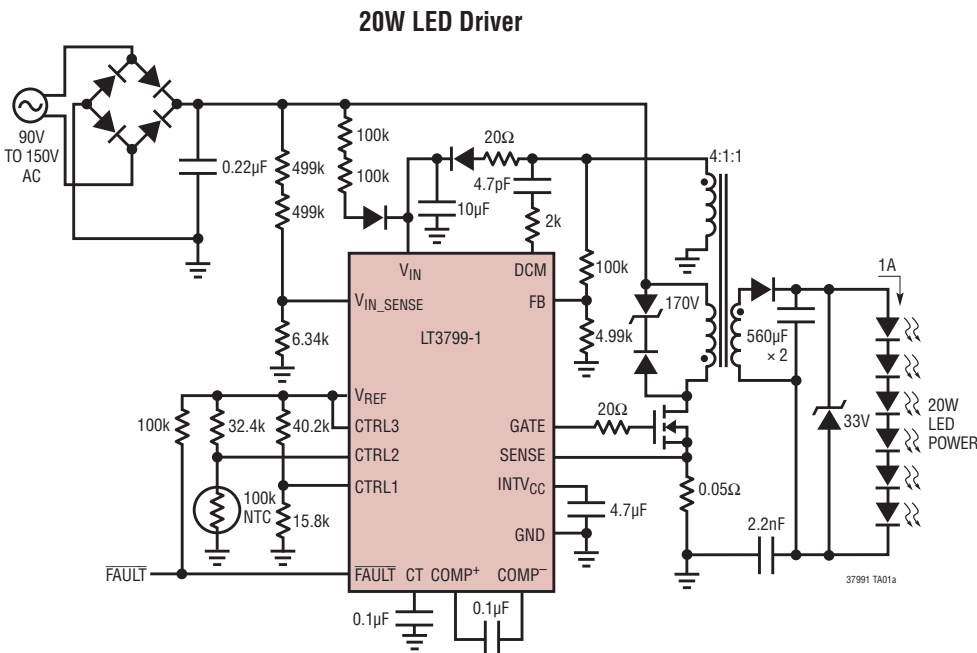 20W LED Driver
90V
TO 150V
AC
0.22µF
499k
499k
100k
100k
20Ω
4.7pF
10µF
2k
4:1:1
VIN
DCM
VIN_SENSE
FB
LT3799-1
6.34k
100k
4.99k
170V
560µF
× 2
1A
VREF
CTRL3
CTRL2
CTRL1
100k
32.4k
40.2k
100k
NTC
15.8k
GATE
SENSE
INTVCC
GND
20Ω
0.05Ω
4.7µF
2.2nF
33V
20W
LED
POWER
FAULT
FAULT CT COMP+ COMP–
0.1µF
0.1µF
37991 TA01a